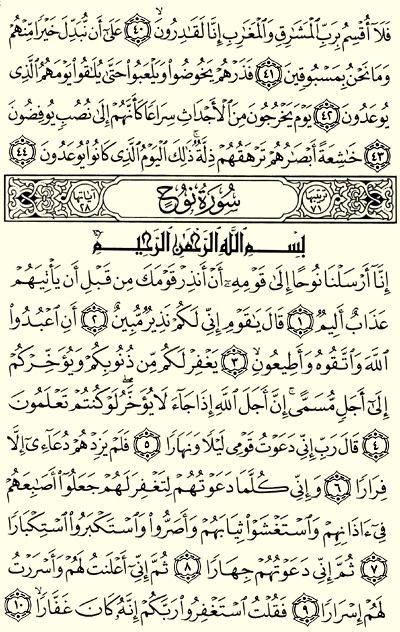 فَلَآ أُقْسِمُ بِرَبِّ ٱلْمَشَٰرِقِ وَٱلْمَغَٰرِبِ إِنَّا لَقَٰدِرُونَ ﴿٤٠﴾ عَلَىٰٓ أَن نُّبَدِّلَ خَيْرًا مِّنْهُمْ
وَمَا نَحْنُ بِمَسْبُوقِينَ ﴿٤١﴾ فَذَرْهُمْ يَخُوضُوا۟ وَيَلْعَبُوا۟ حَتَّىٰ يُلَٰقُوا۟ يَوْمَهُمُ ٱلَّذِى
يُوعَدُونَ ﴿٤٢﴾ يَوْمَ يَخْرُجُونَ مِنَ ٱلْأَجْدَاثِ سِرَاعًا كَأَنَّهُمْ إِلَىٰ نُصُبٍ يُوفِضُونَ
﴿٤٣﴾ خَٰشِعَةً أَبْصَٰرُهُمْ تَرْهَقُهُمْ ذِلَّةٌ ۚ ذَٰلِكَ ٱلْيَوْمُ ٱلَّذِى كَانُوا۟ يُوعَدُونَ ﴿٤٤﴾
ترتيبها ٧١ سُورَةُ نُوحٍ آياتها ٢٨
بِسْمِ ٱللَّهِ ٱلرَّحْمَٰنِ ٱلرَّحِيمِ
إِنَّآ أَرْسَلْنَا نُوحًا إِلَىٰ قَوْمِهِۦٓ أَنْ أَنذِرْ قَوْمَكَ مِن قَبْلِ أَن يَأْتِيَهُمْ
عَذَابٌ أَلِيمٌ ﴿١﴾ قَالَ يَٰقَوْمِ إِنِّى لَكُمْ نَذِيرٌ مُّبِينٌ ﴿٢﴾ أَنِ ٱعْبُدُوا۟
ٱللَّهَ وَٱتَّقُوهُ وَأَطِيعُونِ ﴿٣﴾ يَغْفِرْ لَكُم مِّن ذُنُوبِكُمْ وَيُؤَخِّرْكُمْ
إِلَىٰٓ أَجَلٍ مُّسَمًّى ۚ إِنَّ أَجَلَ ٱللَّهِ إِذَا جَآءَ لَا يُؤَخَّرُ ۖ لَوْ كُنتُمْ تَعْلَمُونَ
﴿٤﴾ قَالَ رَبِّ إِنِّى دَعَوْتُ قَوْمِى لَيْلًا وَنَهَارًا ﴿٥﴾ فَلَمْ يَزِدْهُمْ دُعَآءِىٓ إِلَّا
فِرَارًا ﴿٦﴾ وَإِنِّى كُلَّمَا دَعَوْتُهُمْ لِتَغْفِرَ لَهُمْ جَعَلُوٓا۟ أَصَٰبِعَهُمْ
فِىٓ ءَاذَانِهِمْ وَٱسْتَغْشَوْا۟ ثِيَابَهُمْ وَأَصَرُّوا۟ وَٱسْتَكْبَرُوا۟ ٱسْتِكْبَارًا
﴿٧﴾ ثُمَّ إِنِّى دَعَوْتُهُمْ جِهَارًا ﴿٨﴾ ثُمَّ إِنِّىٓ أَعْلَنتُ لَهُمْ وَأَسْرَرْتُ
لَهُمْ إِسْرَارًا ﴿٩﴾ فَقُلْتُ ٱسْتَغْفِرُوا۟ رَبَّكُمْ إِنَّهُۥ كَانَ غَفَّارًا ﴿١٠﴾